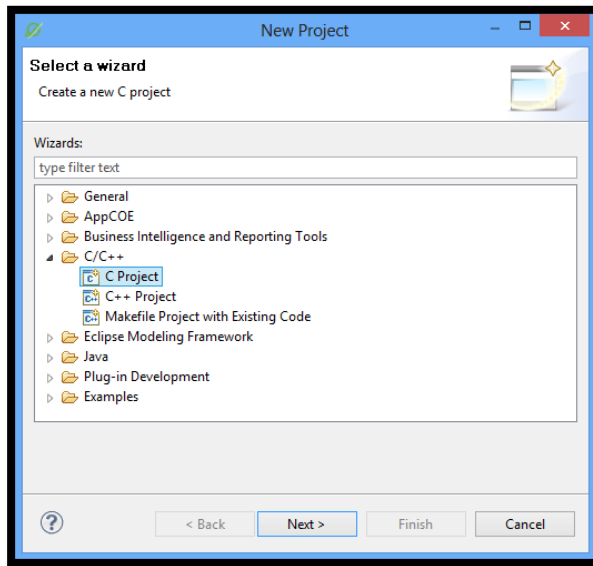 New Project
Select a wizard
Create a new C project
Wizards:
type filter text
General
AppCOE
Business Intelligence and Reporting Tools
C/C++
C Project
C++ Project
Makefile Project with Existing Code
Eclipse Modeling Framework
Java
Plug-in Development
Examples
? < Back Next > Finish Cancel